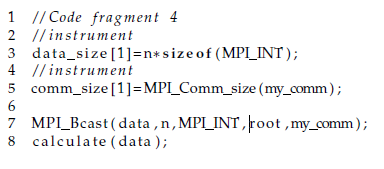 1 //Code fragment 4
2 //instrument
3 data_size[1]=n*sizeof(MPI_INT);
4 //instrument
5 comm_size[1]=MPI_Comm_size(my_comm);
6
7 MPI_Bcast(data,n,MPI_INT,root,my_comm);
8 calculate(data);